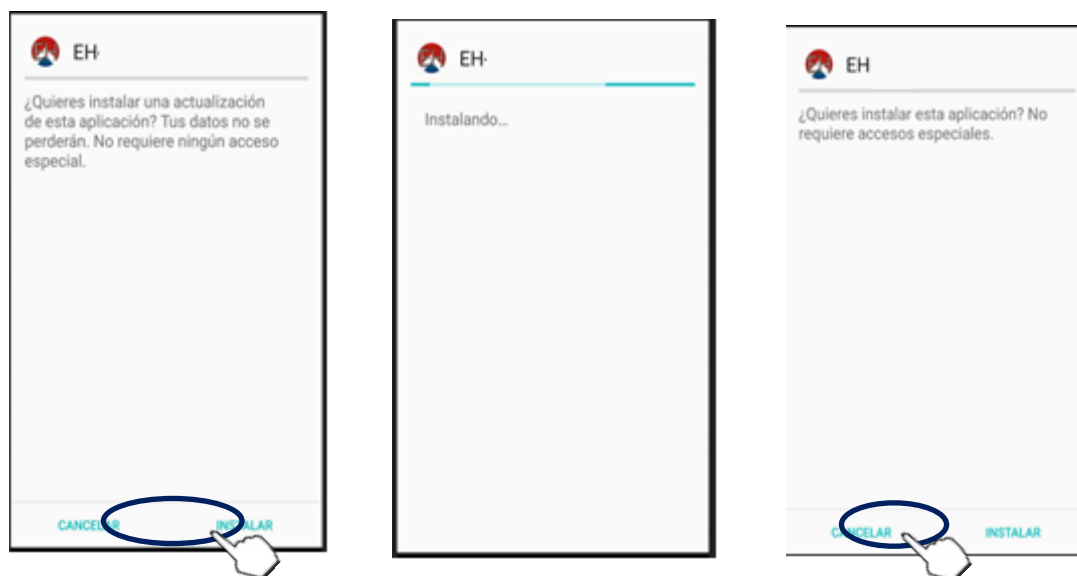 EH
¿Quieres instalar una actualización
de esta aplicación? Tus datos no se
perderán. No requiere ningún acceso
especial.
CANCELAR INSTALAR
EH
Instalando...
EH
¿Quieres instalar esta aplicación? No
requiere accesos especiales.
CANCELAR INSTALAR